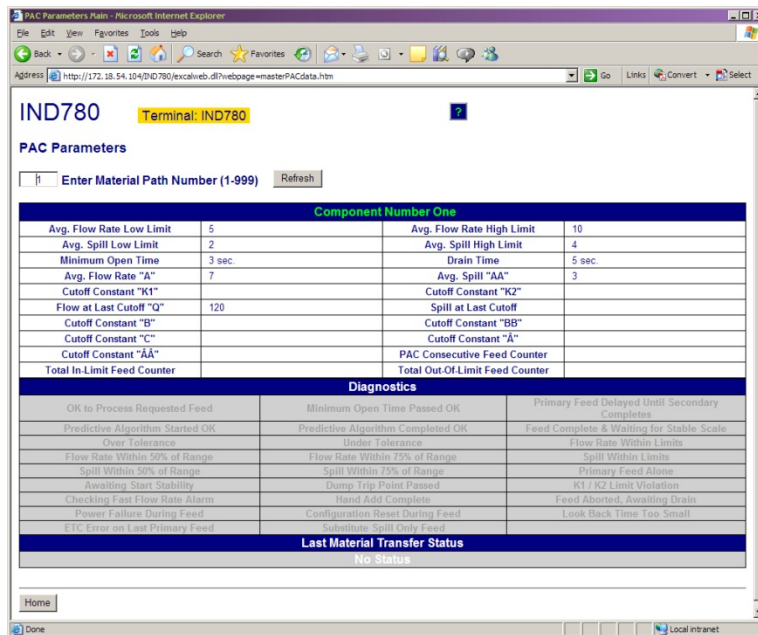 PAC Parameters Main - Microsoft Internet Explorer
File Edit View Favorites Tools Help
Back Search Favorites
Address http://172.18.54.104/IND780/excalweb.dll?webpage=masterPACdata.htm Go Links Convert Select
IND780 Terminal: IND780 ?
PAC Parameters
1 Enter Material Path Number (1-999) Refresh
Component Number One
Avg. Flow Rate Low Limit 5 Avg. Flow Rate High Limit 10
Avg. Spill Low Limit 2 Avg. Spill High Limit 4
Minimum Open Time 3 sec. Drain Time 5 sec.
Avg. Flow Rate "A" 7 Avg. Spill "AA" 3
Cutoff Constant "K1" Cutoff Constant "K2"
Flow at Last Cutoff "Q" 120 Spill at Last Cutoff
Cutoff Constant "B" Cutoff Constant "BB"
Cutoff Constant "C" Cutoff Constant "Â"
Cutoff Constant "ÂÂ" PAC Consecutive Feed Counter
Total In-Limit Feed Counter Total Out-Of-Limit Feed Counter
Diagnostics
OK to Process Requested Feed Minimum Open Time Passed OK Primary Feed Delayed Until Secondary
Completes
Predictive Algorithm Started OK Predictive Algorithm Completed OK Feed Complete & Waiting for Stable Scale
Over Tolerance Under Tolerance Flow Rate Within Limits
Flow Rate Within 50% of Range Flow Rate Within 75% of Range Spill Within Limits
Spill Within 50% of Range Spill Within 75% of Range Primary Feed Alone
Awaiting Start Stability Dump Trip Point Passed K1 / K2 Limit Violation
Checking Fast Flow Rate Alarm Hand Add Complete Feed Aborted, Awaiting Drain
Power Failure During Feed Configuration Reset During Feed Look Back Time Too Small
ETC Error on Last Primary Feed Substitute Spill Only Feed
Last Material Transfer Status
No Status
Home
Done Local intranet